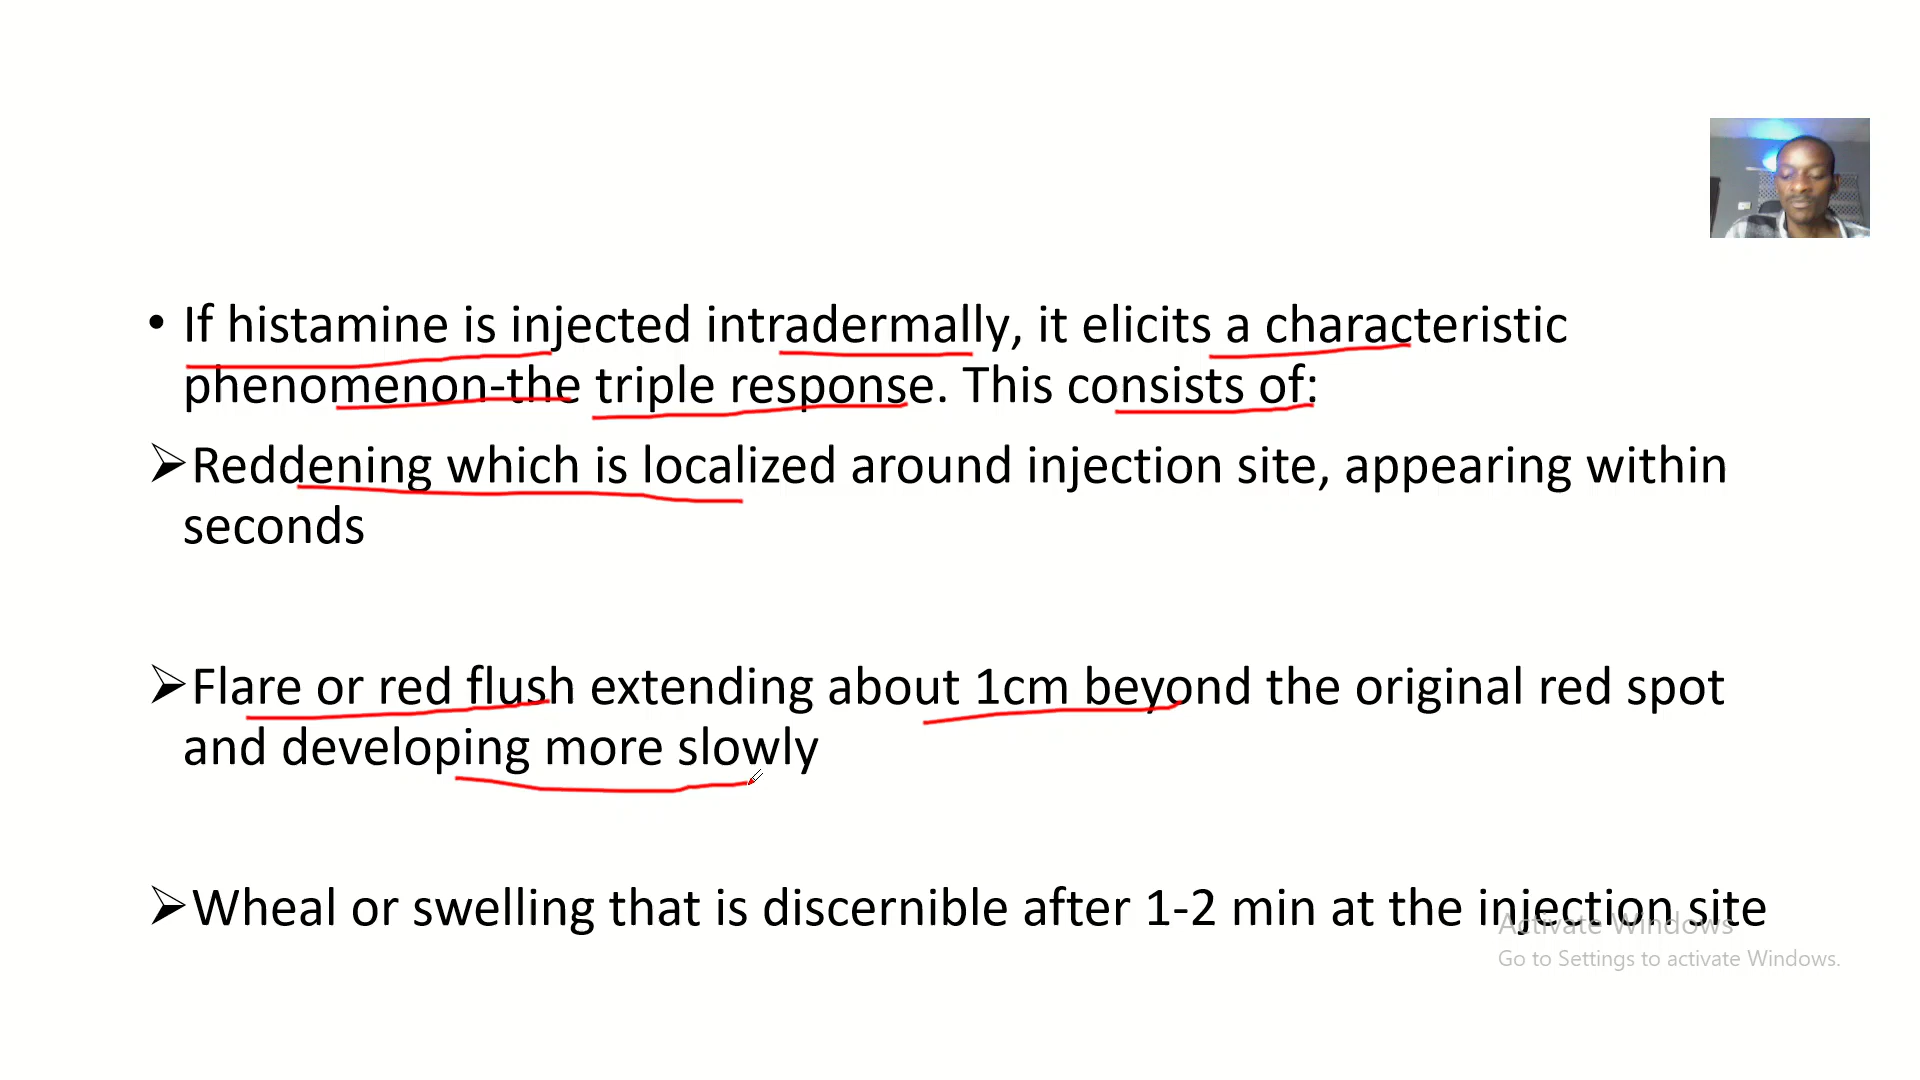 • If histamine is injected intradermally, it elicits a characteristic
phenomenon-the triple response. This consists of:
➢Reddening which is localized around injection site, appearing within
seconds
➢Flare or red flush extending about 1cm beyond the original red spot
and developing more slowly
➢Wheal or swelling that is discernible after 1-2 min at the injection site
Activate Windows
Go to Settings to activate Windows.